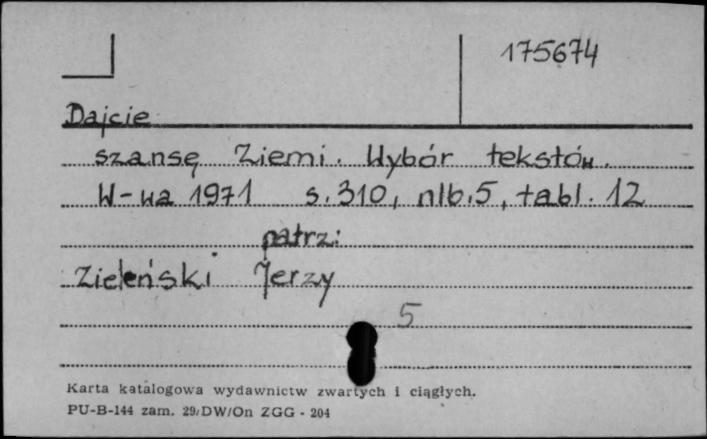 175674
Dajcie
szansę Ziemi. Wybór tekstów.
W-wa 1971 s. 310, nlb. 5, tabl. 12
patrz:
Zieleński Jerzy
5
Karta katalogowa wydawnictw zwartych i ciągłych.
PU-B-144 zam. 29/DW/On ZGG - 204